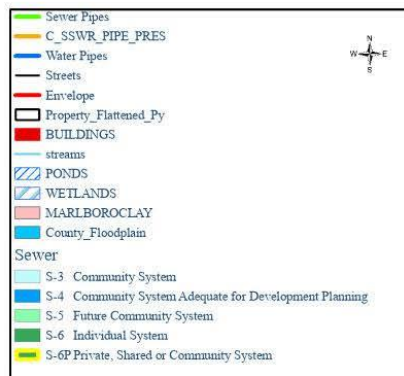 Sewer Pipes
C_SSWR_PIPE_PRES
Water Pipes
Streets
Envelope
Property_Flattened_Py
BUILDINGS
streams
PONDS
WETLANDS
MARLBOROCLAY
County_Floodplain
Sewer
S-3 Community System
S-4 Community System Adequate for Development Planning
S-5 Future Community System
S-6 Individual System
S-6P Private, Shared or Community System
N
W E
S